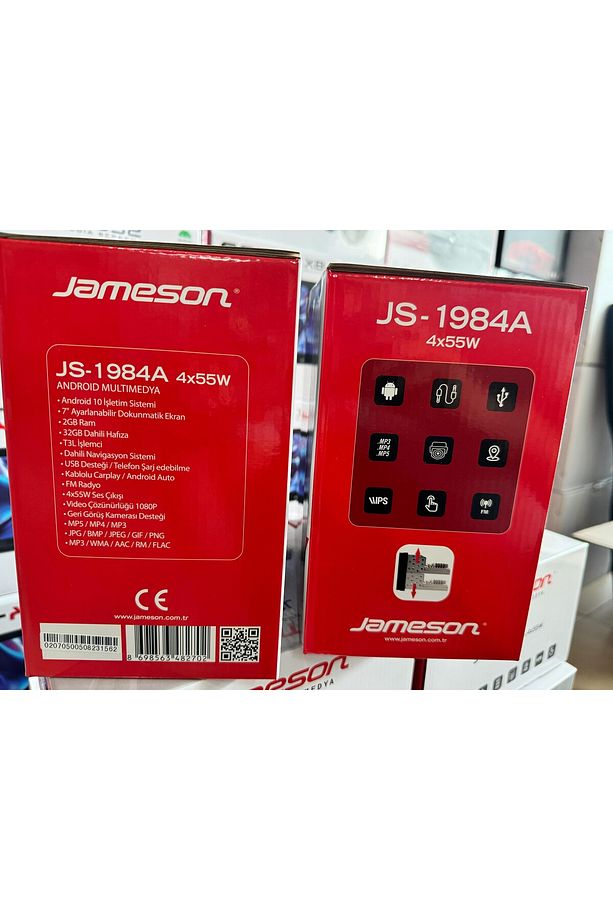 Jameson
JS-1984A 4x55W
ANDROID MULTIMEDYA
• Android 10 İşletim Sistemi
• 7" Ayarlanabilir Dokunmatik Ekran
• 2GB Ram
• 32GB Dahili Hafıza
• T3L İşlemci
• Dahili Navigasyon Sistemi
• USB Desteği / Telefon Şarj edebilme
• Kablolu Carplay / Android Auto
• FM Radyo
• 4x55W Ses Çıkışı
• Video Çözünürlüğü 1080P
• Geri Görüş Kamerası Desteği
• MP5 / MP4 / MP3
• JPG / BMP / JPEG / GIF / PNG
• MP3 / WMA / AAC / RM / FLAC
CE
www.jameson.com.tr
02070500508231562
8 698563 482702
JS-1984A
4x55W
.MP3
.MP4
.MP5
IPS
FM
Jameson
www.jameson.com.tr